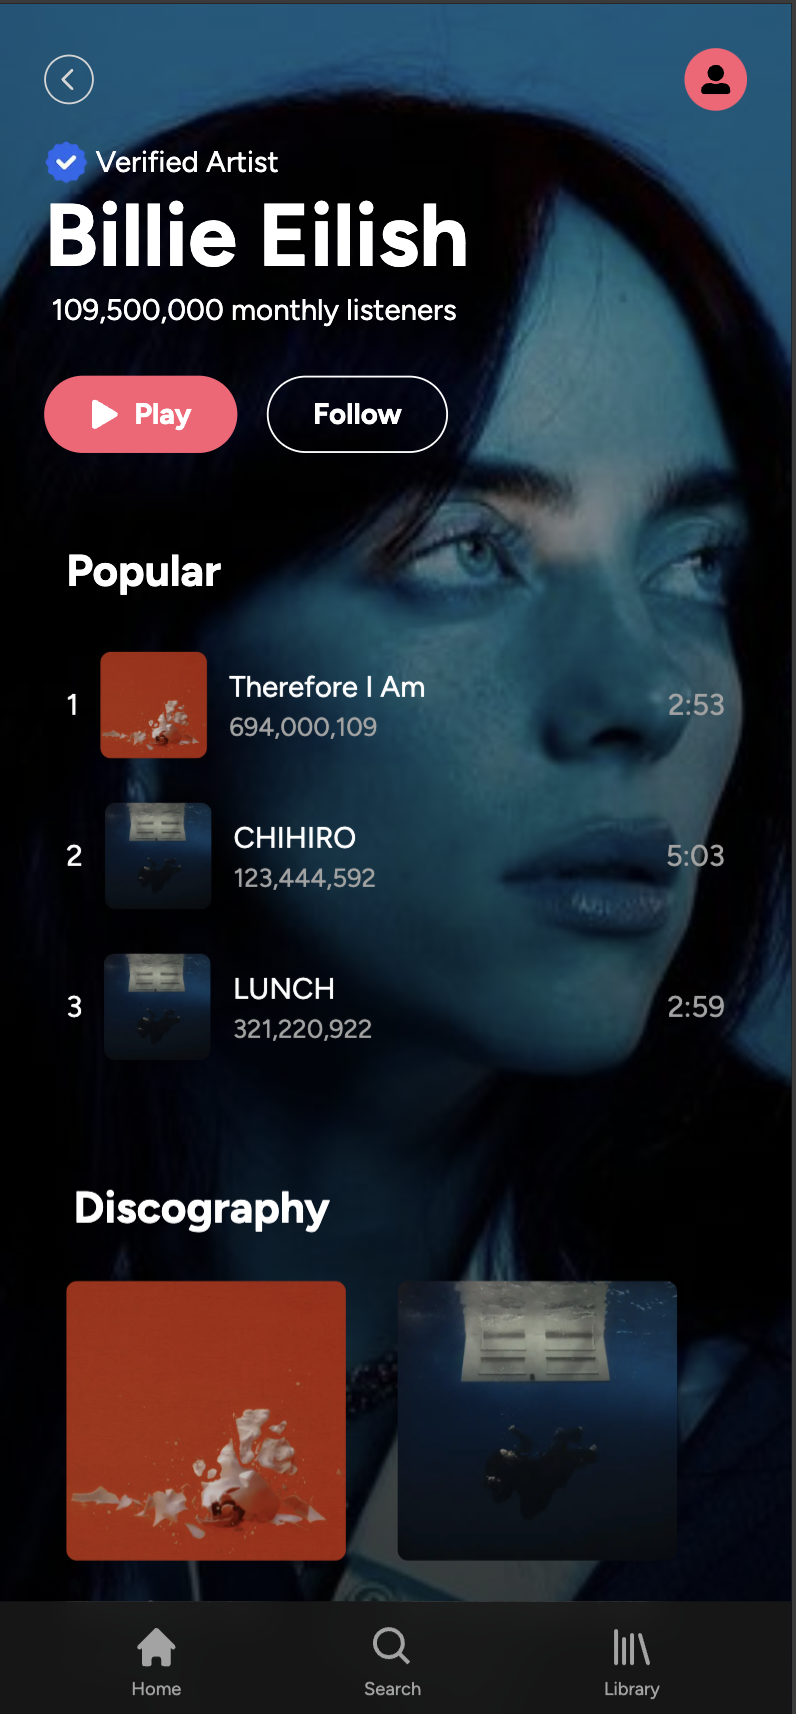 Verified Artist
Billie Eilish
109,500,000 monthly listeners
Play
Follow
Popular
1
Therefore I Am
694,000,109
2:53
2
CHIHIRO
123,444,592
5:03
3
LUNCH
321,220,922
2:59
Discography
Home
Search
Library